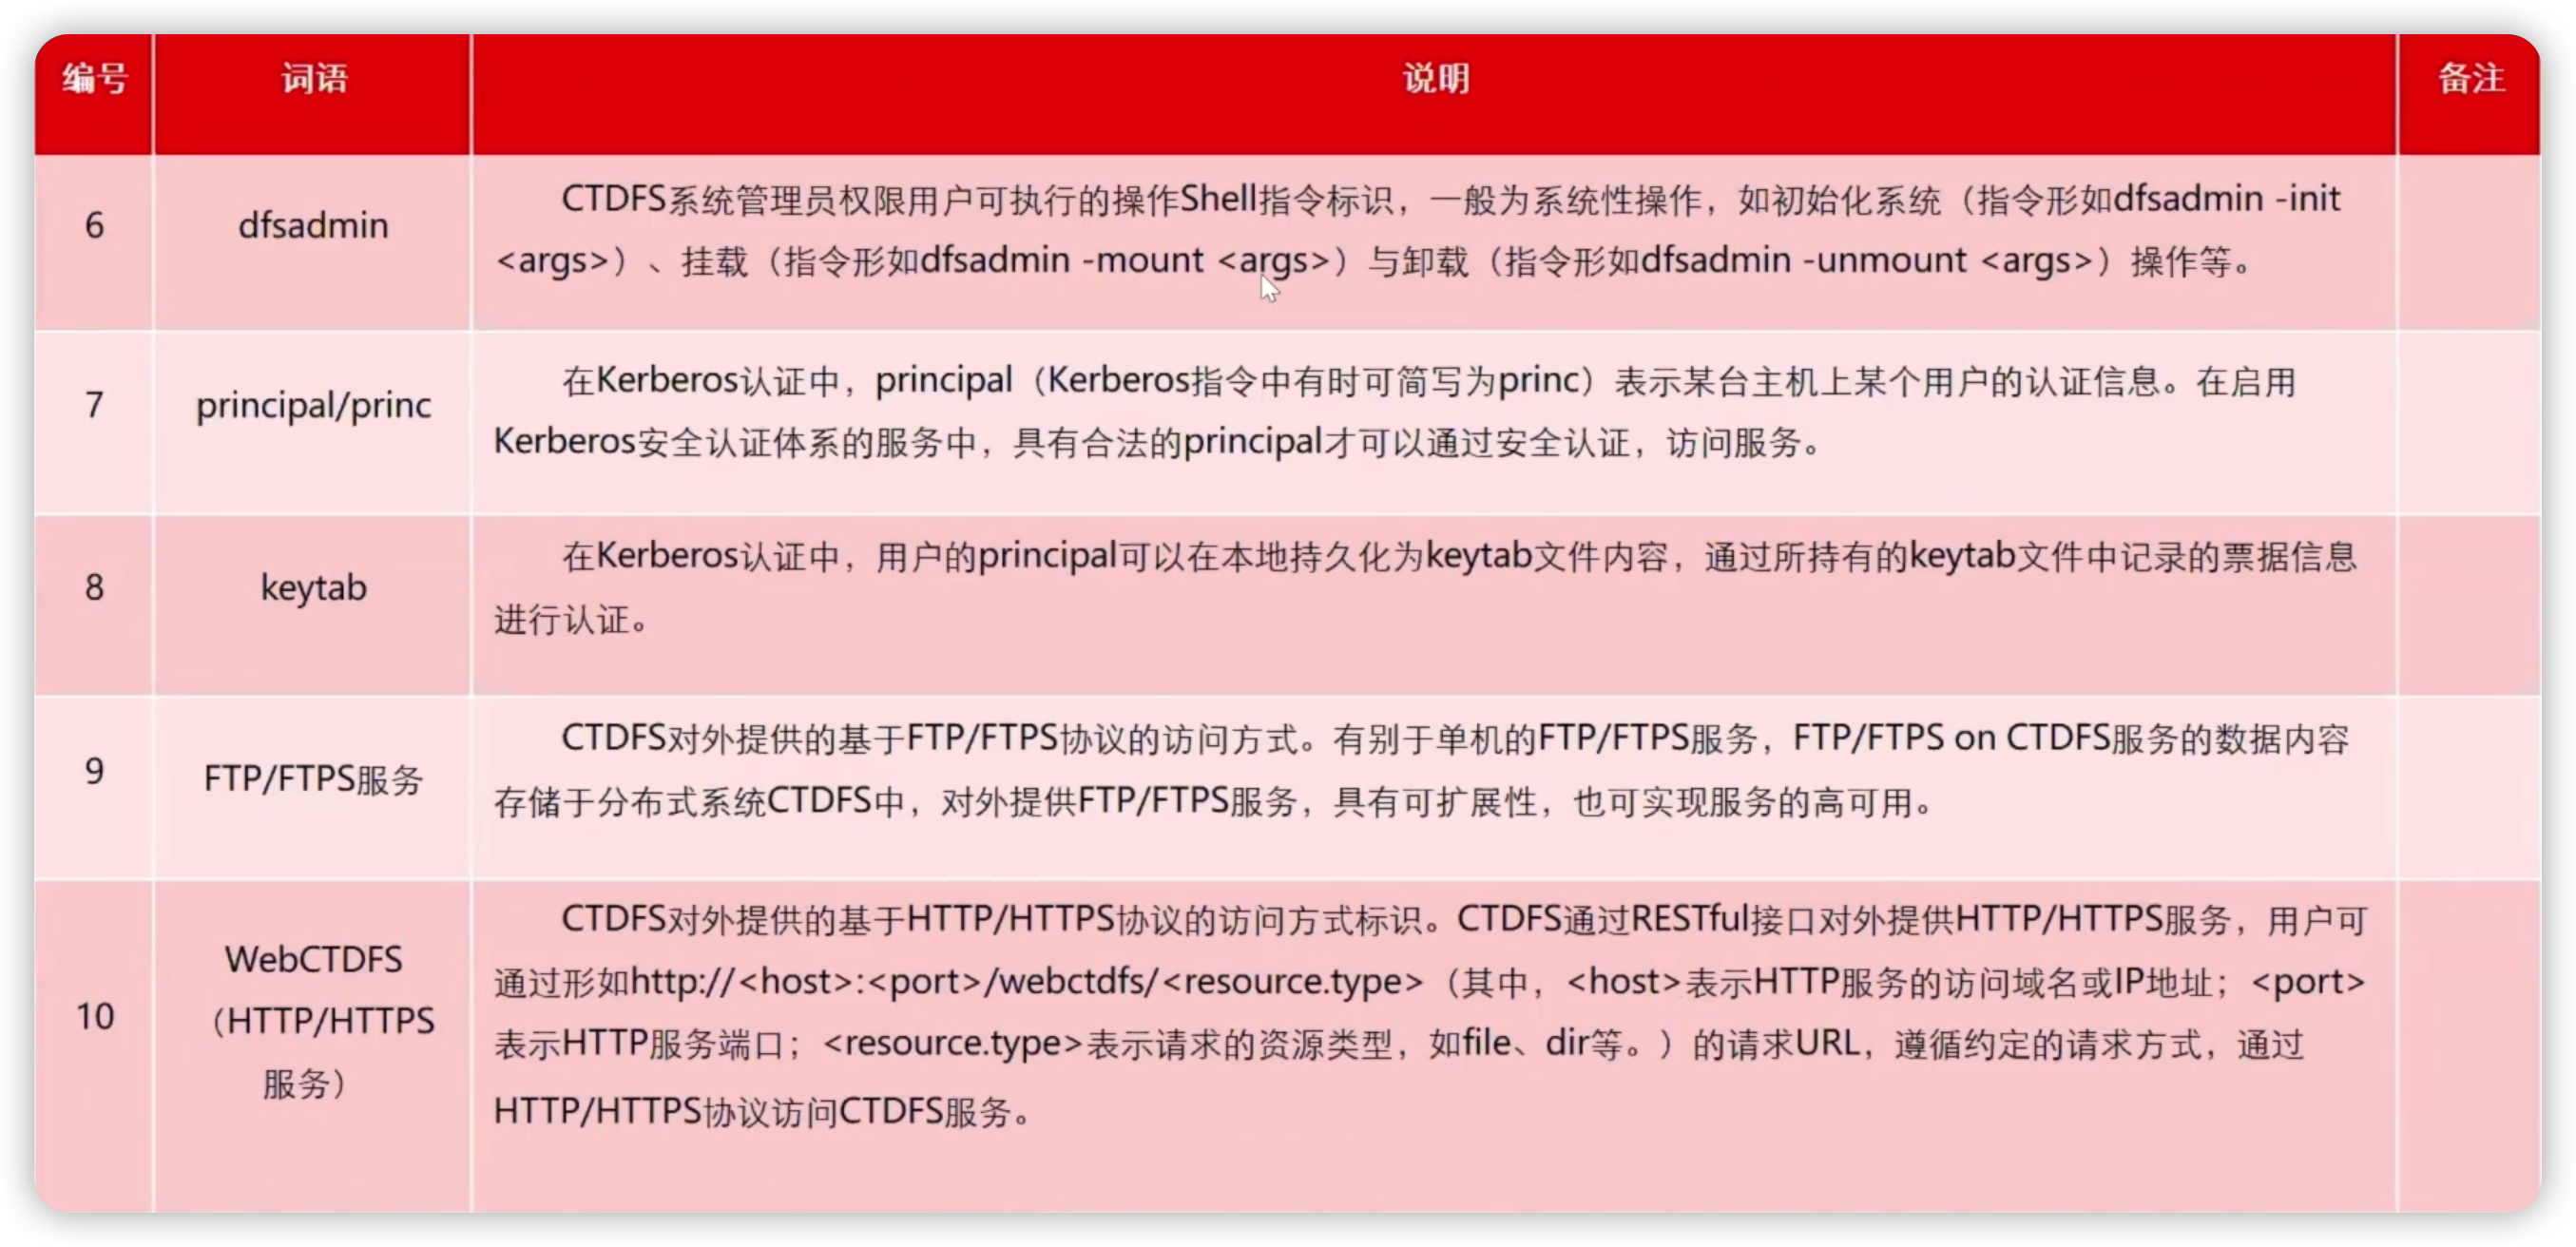 编号 词语 说明 备注
6 dfsadmin CTDFS系统管理员权限用户可执行的操作Shell指令标识，一般为系统性操作，如初始化系统（指令形如dfsadmin -init
<args>）、挂载（指令形如dfsadmin -mount <args>）与卸载（指令形如dfsadmin -unmount <args>）操作等。
7 principal/princ 在Kerberos认证中，principal（Kerberos指令中有时可简写为princ）表示某台主机上某个用户的认证信息。在启用
Kerberos安全认证体系的服务中，具有合法的principal才可以通过安全认证，访问服务。
8 keytab 在Kerberos认证中，用户的principal可以在本地持久化为keytab文件内容，通过所持有的keytab文件中记录的票据信息
进行认证。
9 FTP/FTPS服务 CTDFS对外提供的基于FTP/FTPS协议的访问方式。有别于单机的FTP/FTPS服务，FTP/FTPS on CTDFS服务的数据内容
存储于分布式系统CTDFS中，对外提供FTP/FTPS服务，具有可扩展性，也可实现服务的高可用。
10
WebCTDFS
（HTTP/HTTPS
服务）
CTDFS对外提供的基于HTTP/HTTPS协议的访问方式标识。CTDFS通过RESTful接口对外提供HTTP/HTTPS服务，用户可
通过形如http://<host>:<port>/webctdfs/<resource.type>（其中，<host>表示HTTP服务的访问域名或IP地址；<port>
表示HTTP服务端口；<resource.type>表示请求的资源类型，如file、dir等。）的请求URL，遵循约定的请求方式，通过
HTTP/HTTPS协议访问CTDFS服务。